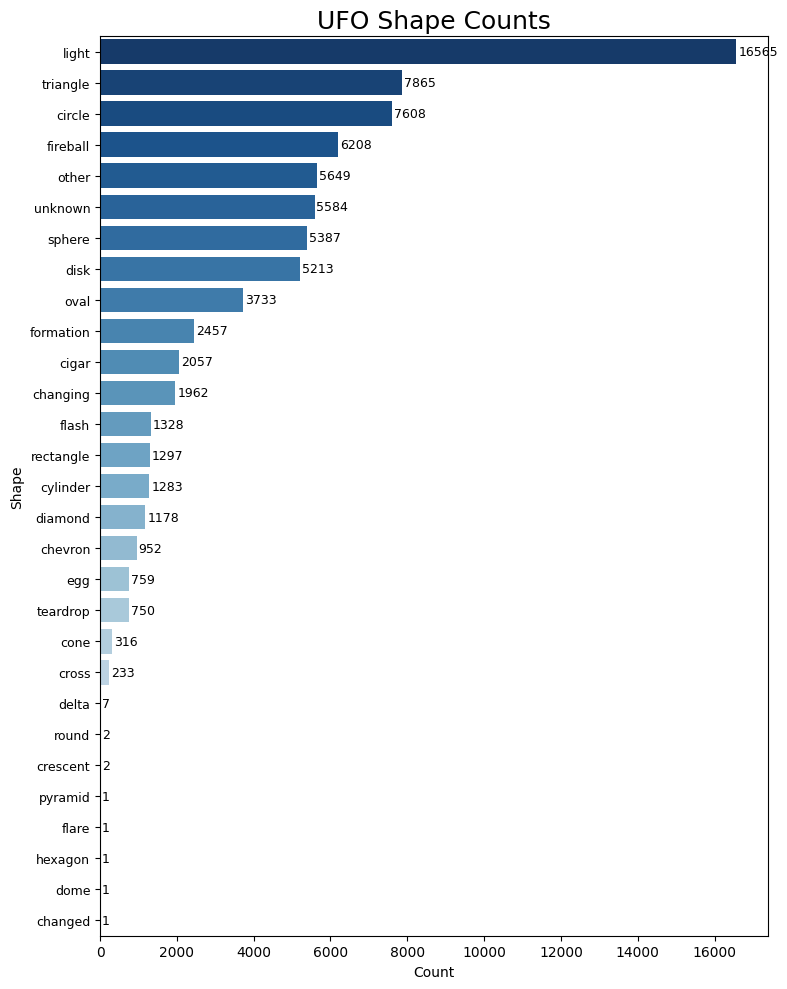 UFO Shape Counts
light 16565
triangle 7865
circle 7608
fireball 6208
other 5649
unknown 5584
sphere 5387
disk 5213
oval 3733
formation 2457
cigar 2057
changing 1962
flash 1328
rectangle 1297
cylinder 1283
diamond 1178
chevron 952
egg 759
teardrop 750
cone 316
cross 233
delta 7
round 2
crescent 2
pyramid 1
flare 1
hexagon 1
dome 1
changed 1
Shape
0 2000 4000 6000 8000 10000 12000 14000 16000
Count